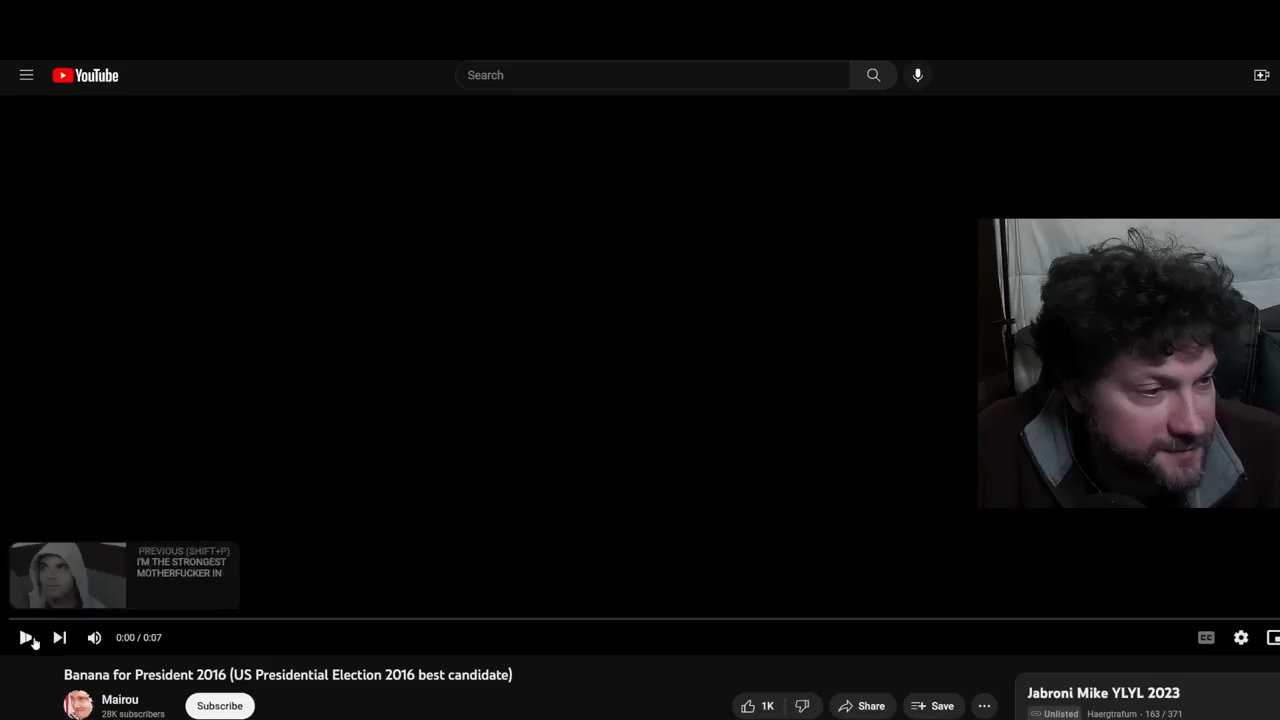 YouTube
Search
PREVIOUS (SHIFT+P)
I'M THE STRONGEST
MOTHERFUCKER IN
0:00 / 0:07
CC
Banana for President 2016 (US Presidential Election 2016 best candidate)
Mairou
28K subscribers
Subscribe
1K
Share
Save
Jabroni Mike YLYL 2023
Unlisted Haergtrafum - 163 / 371